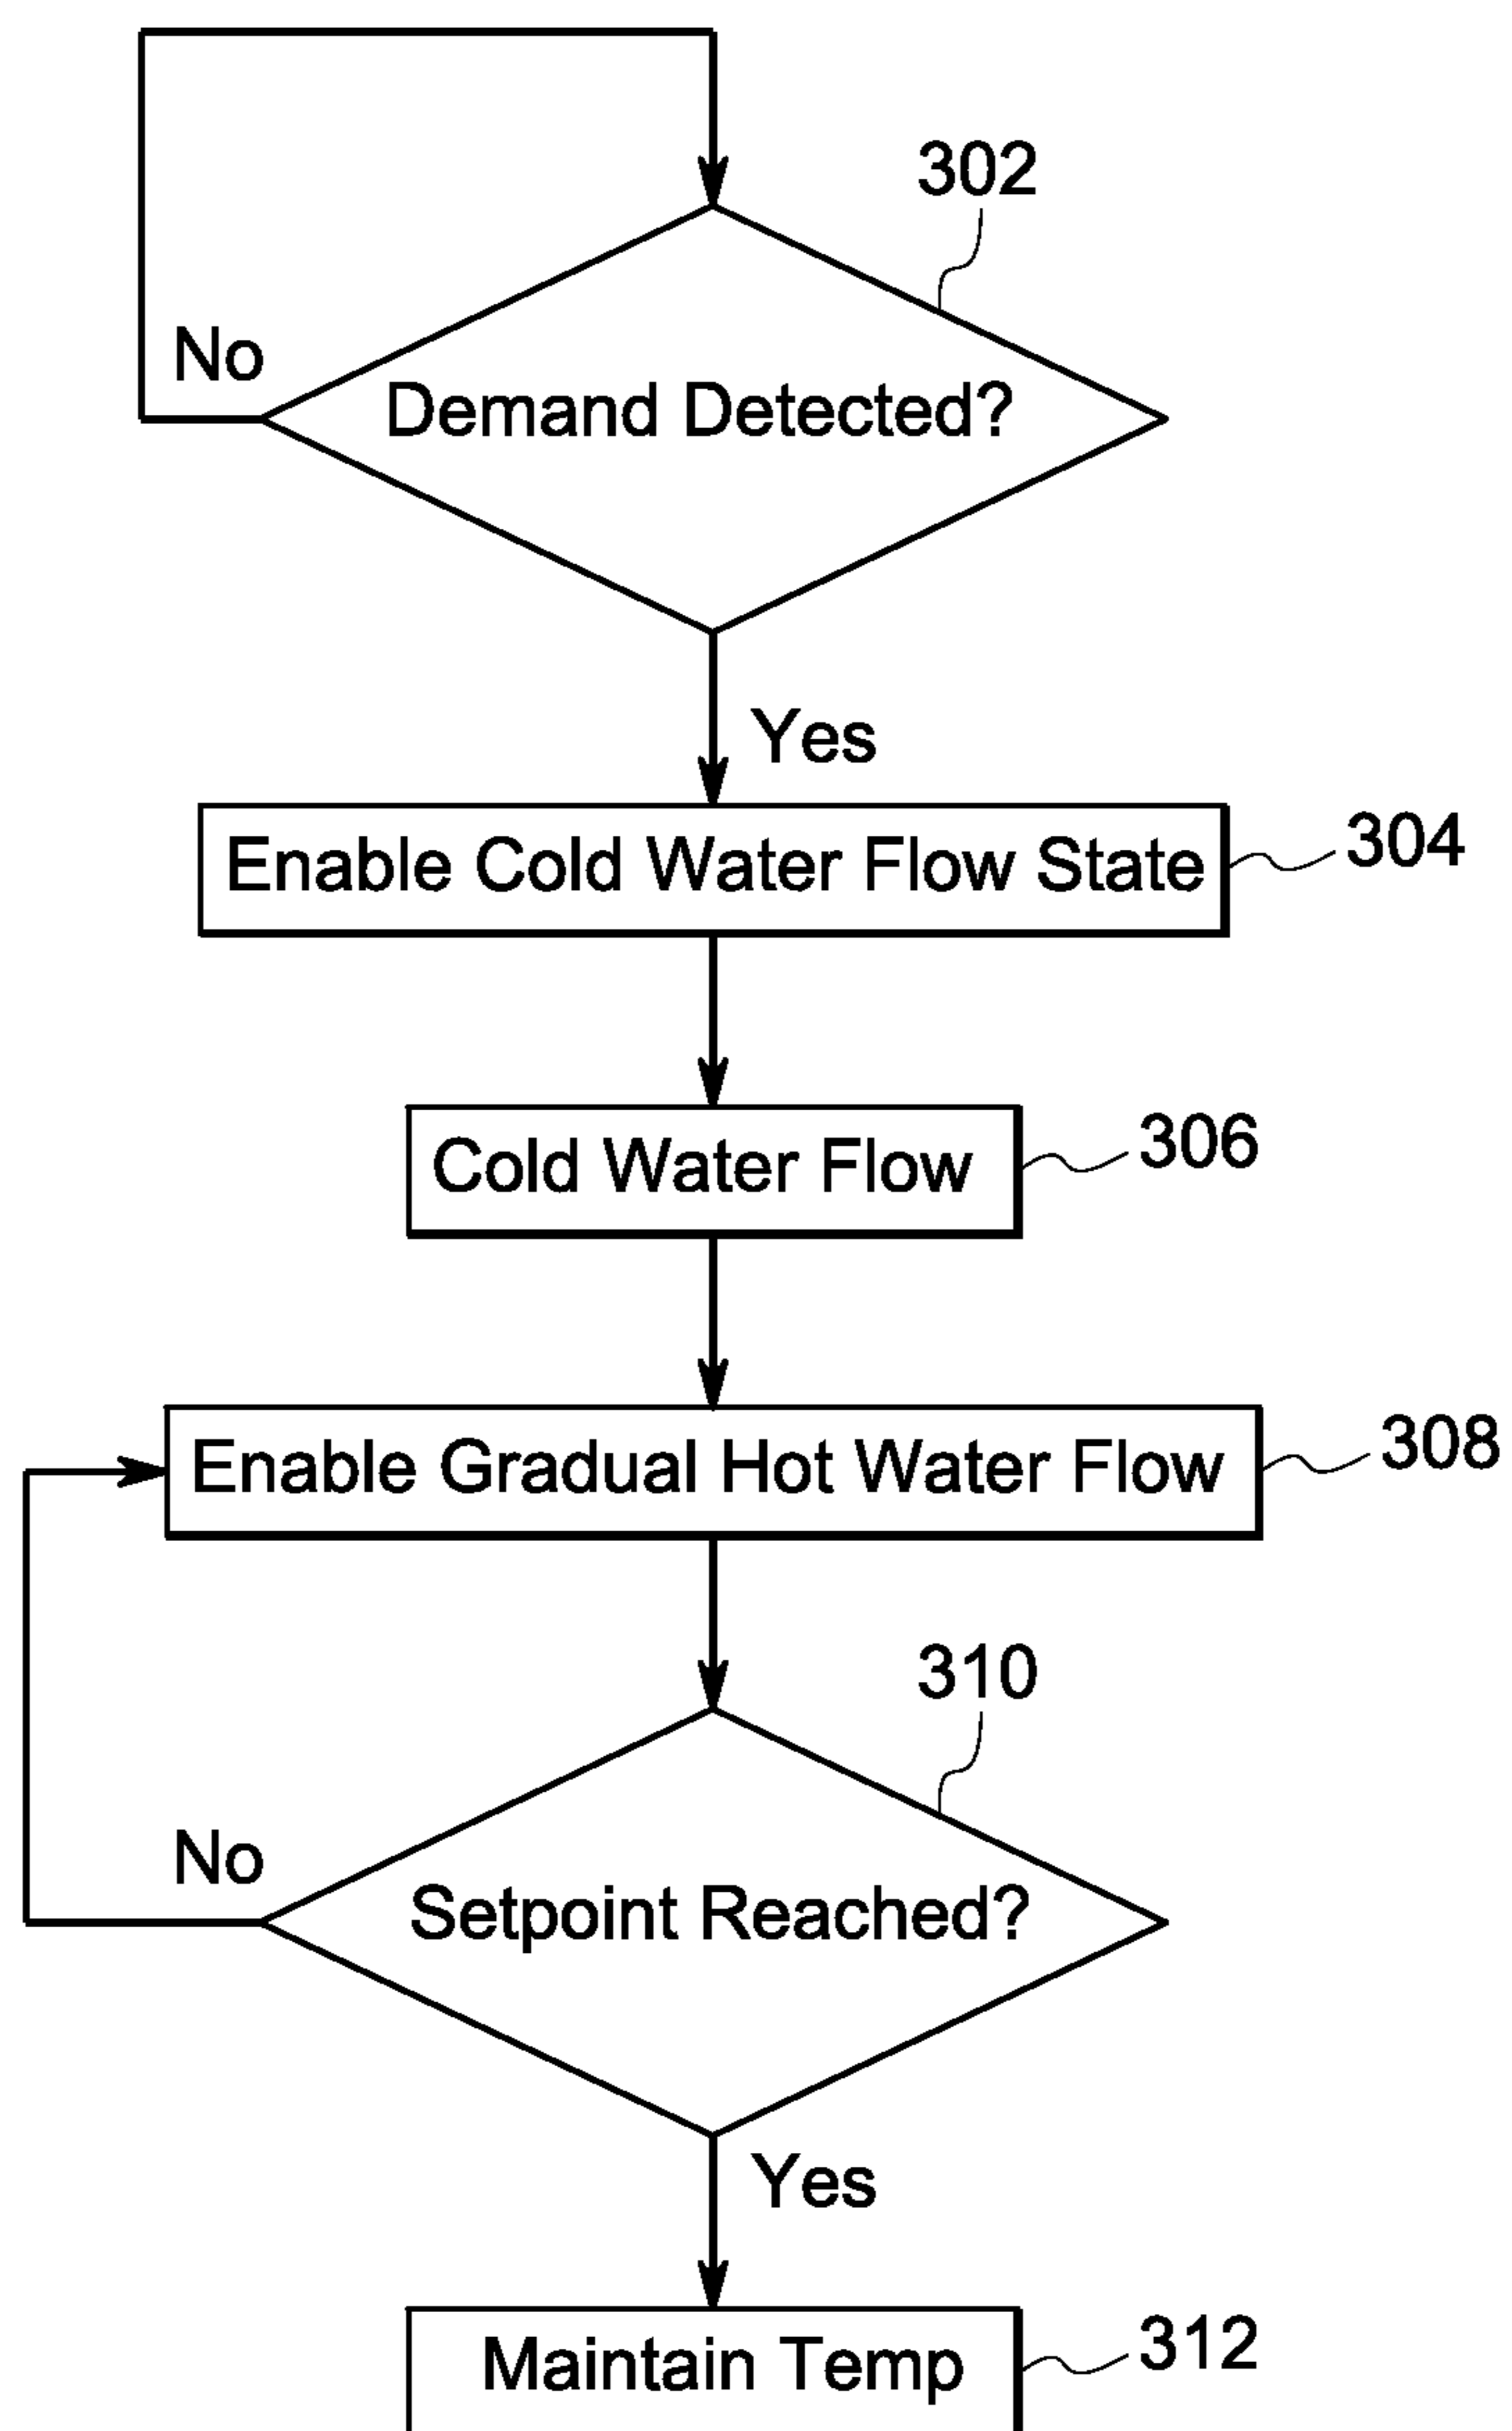 302
No
Demand Detected?
Yes
Enable Cold Water Flow State
304
Cold Water Flow
306
Enable Gradual Hot Water Flow
308
310
No
Setpoint Reached?
Yes
Maintain Temp
312